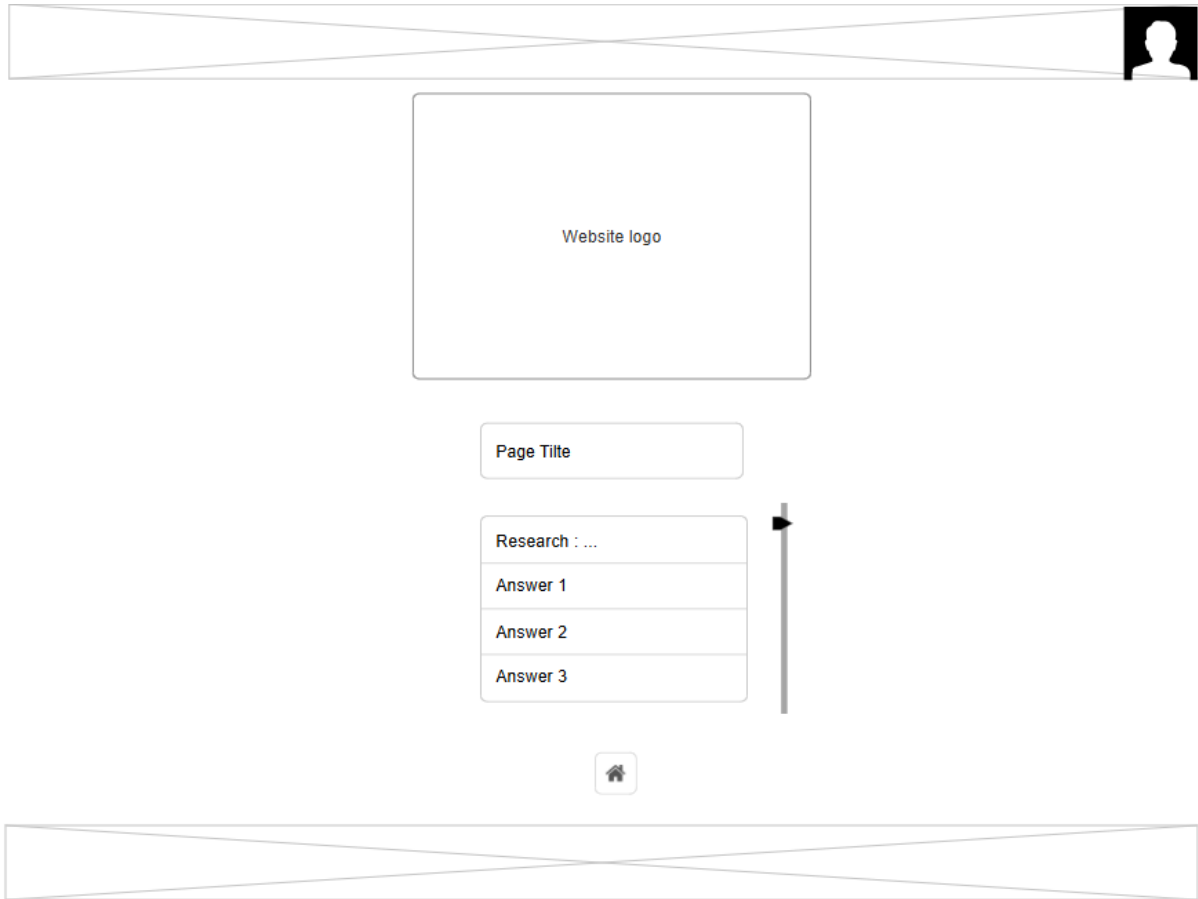 Website logo
Page Tilte
Research : ...
Answer 1
Answer 2
Answer 3